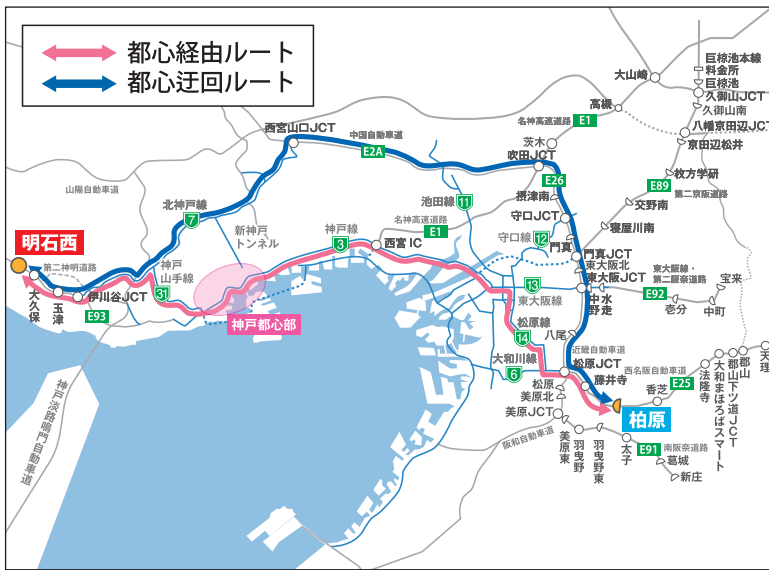 都心経由ルート
都心迂回ルート
巨椋池本線
料金所
巨椋池
久御山JCT
久御山南
八幡京田辺JCT
京田辺松井
大山崎
高槻
名神高速道路
E1
茨木
西宮山口JCT
中国自動車道
E2A
吹田JCT
E26
摂津南
枚方学研
E89
第二京阪道路
交野南
寝屋川南
山陽自動車道
北神戸線
7
新神戸
トンネル
池田線
11
守口JCT
守口線
12
門真
門真JCT
東大阪北
東大阪JCT
神戸線
3
名神高速道路
E1
西宮IC
明石西
第二神明道路
神戸
山手線
31
大久保
玉津
伊川谷JCT
E93
神戸都心部
13
東大阪線
中野
水走
東大阪線・
第二阪奈道路
E92
宝来
壱分
中町
松原線
14
八尾
近畿自動車道
大和川線
6
松原JCT
藤井寺
西名阪自動車道
E25
香芝
法隆寺
大和まほろばスマート
郡山下ツ道JCT
郡山
天理
柏原
松原
美原北
美原JCT
阪和自動車道
美原東
羽曳野
羽曳野東
太子
E91
南阪奈道路
葛城
新庄
神戸淡路鳴門自動車道